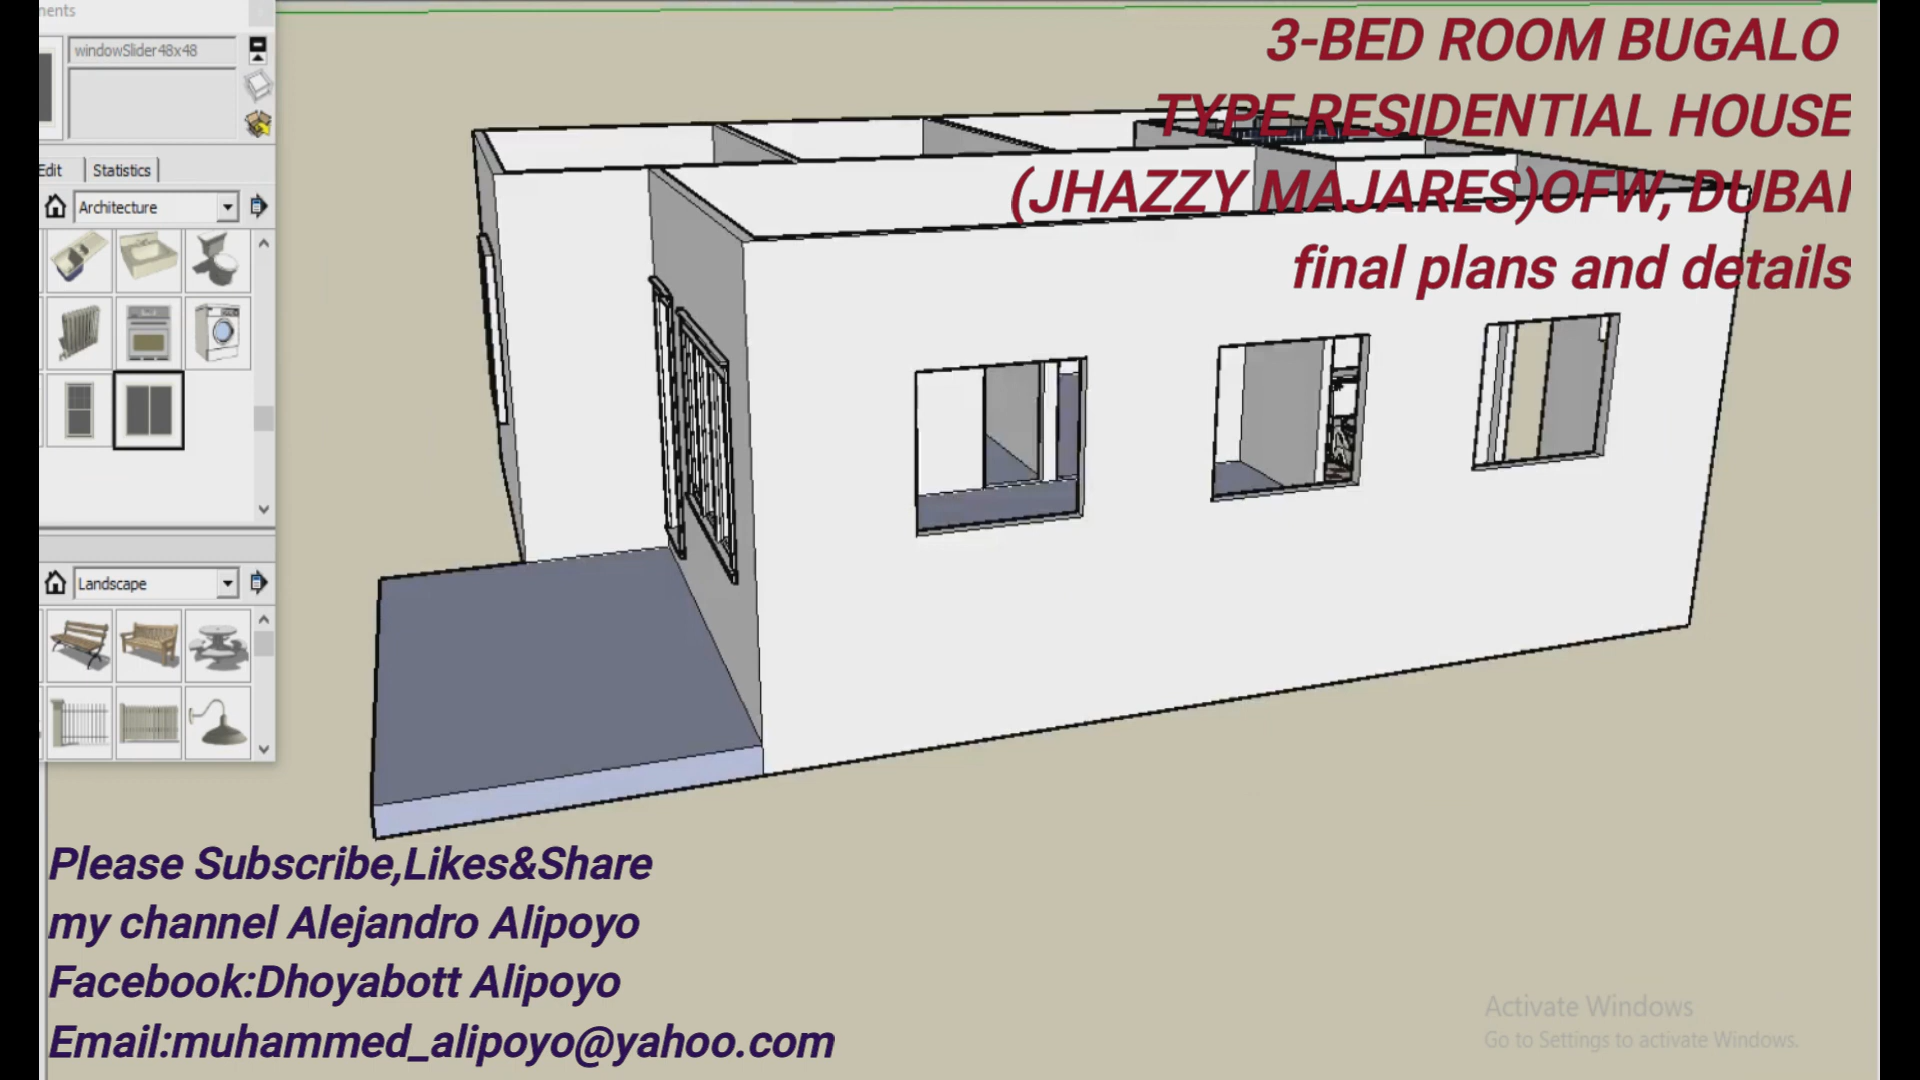 nents
windowSlider48x48
Edit
Statistics
Architecture
Landscape
3-BED ROOM BUGALO
TYPE RESIDENTIAL HOUSE
(JHAZZY MAJARES)OFW, DUBAI
final plans and details
Please Subscribe,Likes&Share
my channel Alejandro Alipoyo
Facebook:Dhoyabott Alipoyo
Email:muhammed_alipoyo@yahoo.com
Activate Windows
Go to Settings to activate Windows.